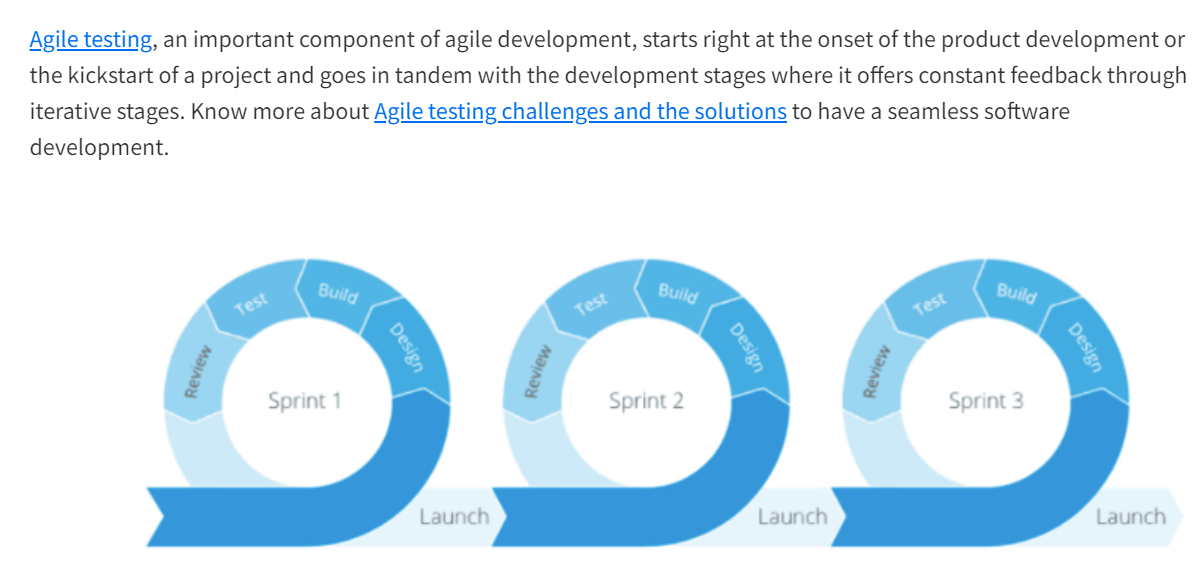 Agile testing, an important component of agile development, starts right at the onset of the product development or
the kickstart of a project and goes in tandem with the development stages where it offers constant feedback through
iterative stages. Know more about Agile testing challenges and the solutions to have a seamless software
development.
Review
Test
Build
Design
Sprint 1
Launch
Review
Test
Build
Design
Sprint 2
Launch
Review
Test
Build
Design
Sprint 3
Launch